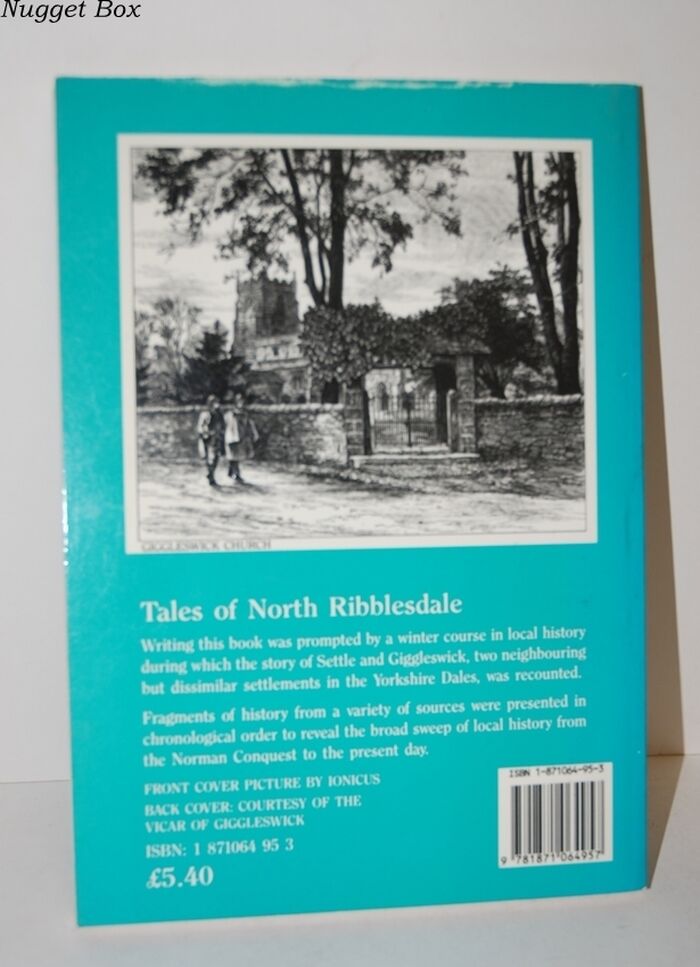 Nugget Box
GIGGLESWICK CHURCH
Tales of North Ribblesdale
Writing this book was prompted by a winter course in local history
during which the story of Settle and Giggleswick, two neighbouring
but dissimilar settlements in the Yorkshire Dales, was recounted.
Fragments of history from a variety of sources were presented in
chronological order to reveal the broad sweep of local history from
the Norman Conquest to the present day.
FRONT COVER PICTURE BY IONICUS
BACK COVER: COURTESY OF THE
VICAR OF GIGGLESWICK
ISBN: 1 871064 95 3
£5.40
ISBN 1-871064-95-3
9 781871 064957